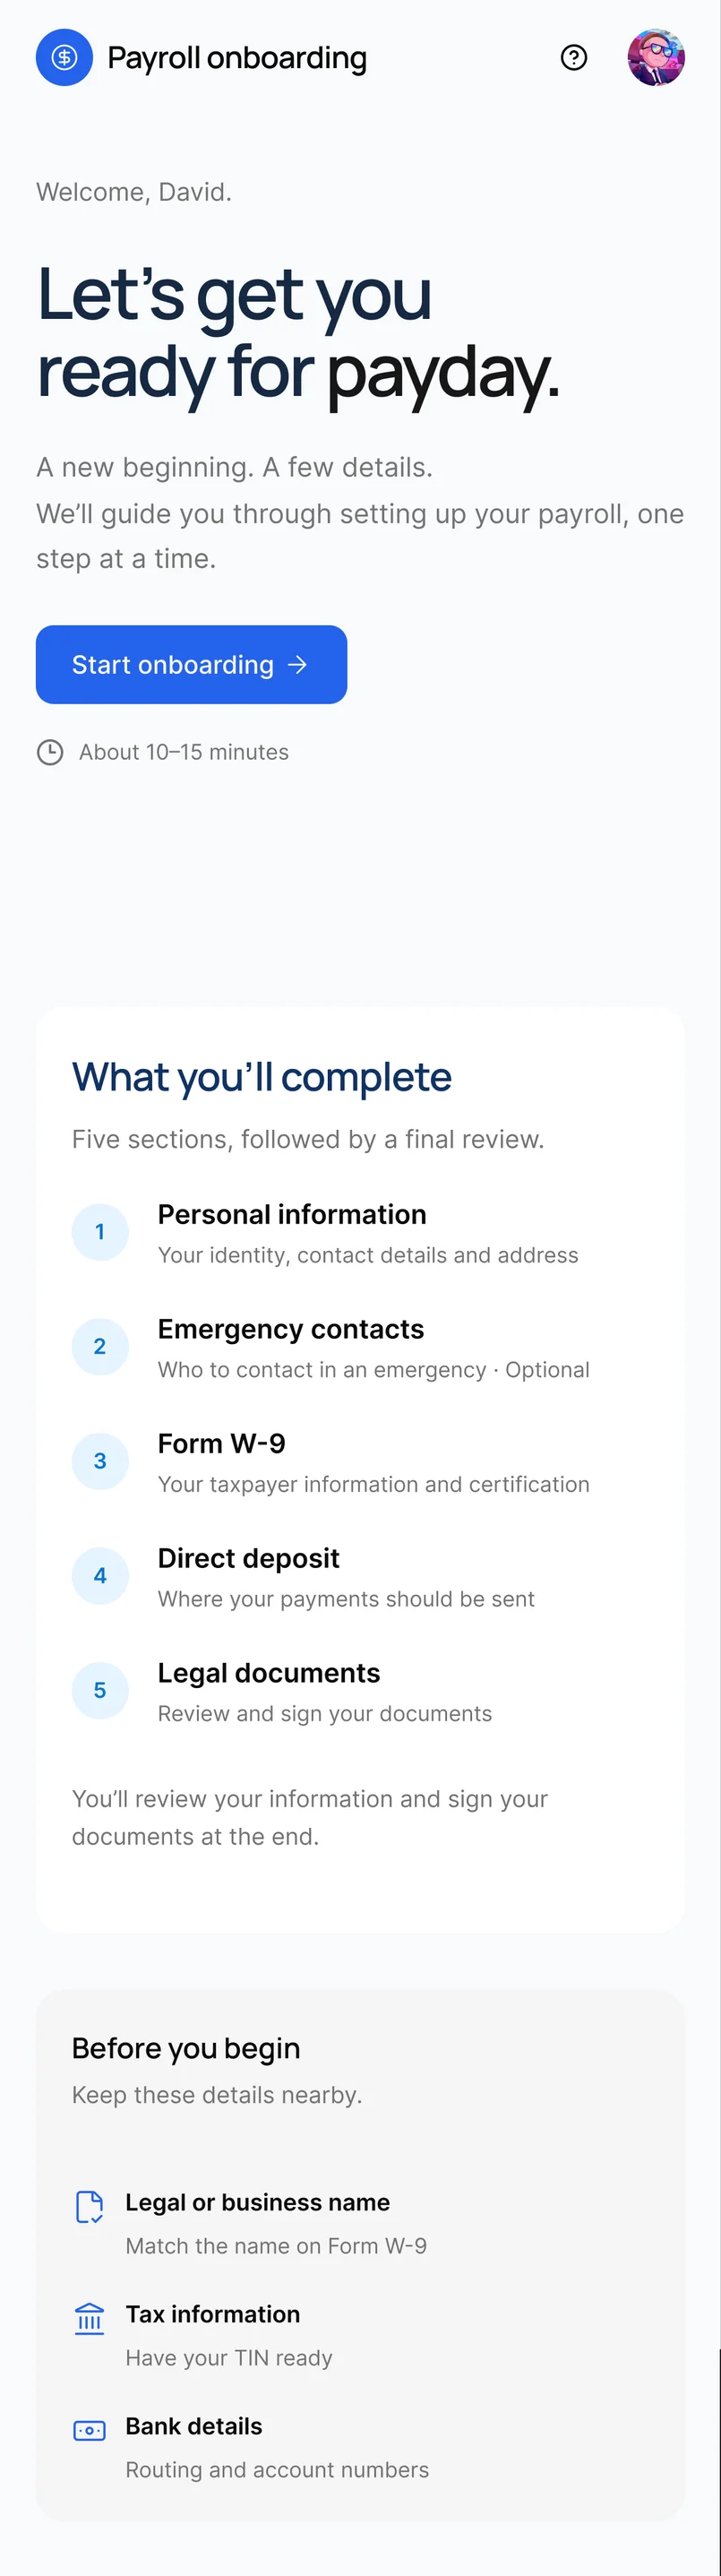 Payroll onboarding
Welcome, David.
Let’s get you
ready for payday.
A new beginning. A few details.
We’ll guide you through setting up your payroll, one
step at a time.
Start onboarding →
About 10–15 minutes
What you’ll complete
Five sections, followed by a final review.
1
Personal information
Your identity, contact details and address
2
Emergency contacts
Who to contact in an emergency · Optional
3
Form W-9
Your taxpayer information and certification
4
Direct deposit
Where your payments should be sent
5
Legal documents
Review and sign your documents
You’ll review your information and sign your
documents at the end.
Before you begin
Keep these details nearby.
Legal or business name
Match the name on Form W-9
Tax information
Have your TIN ready
Bank details
Routing and account numbers